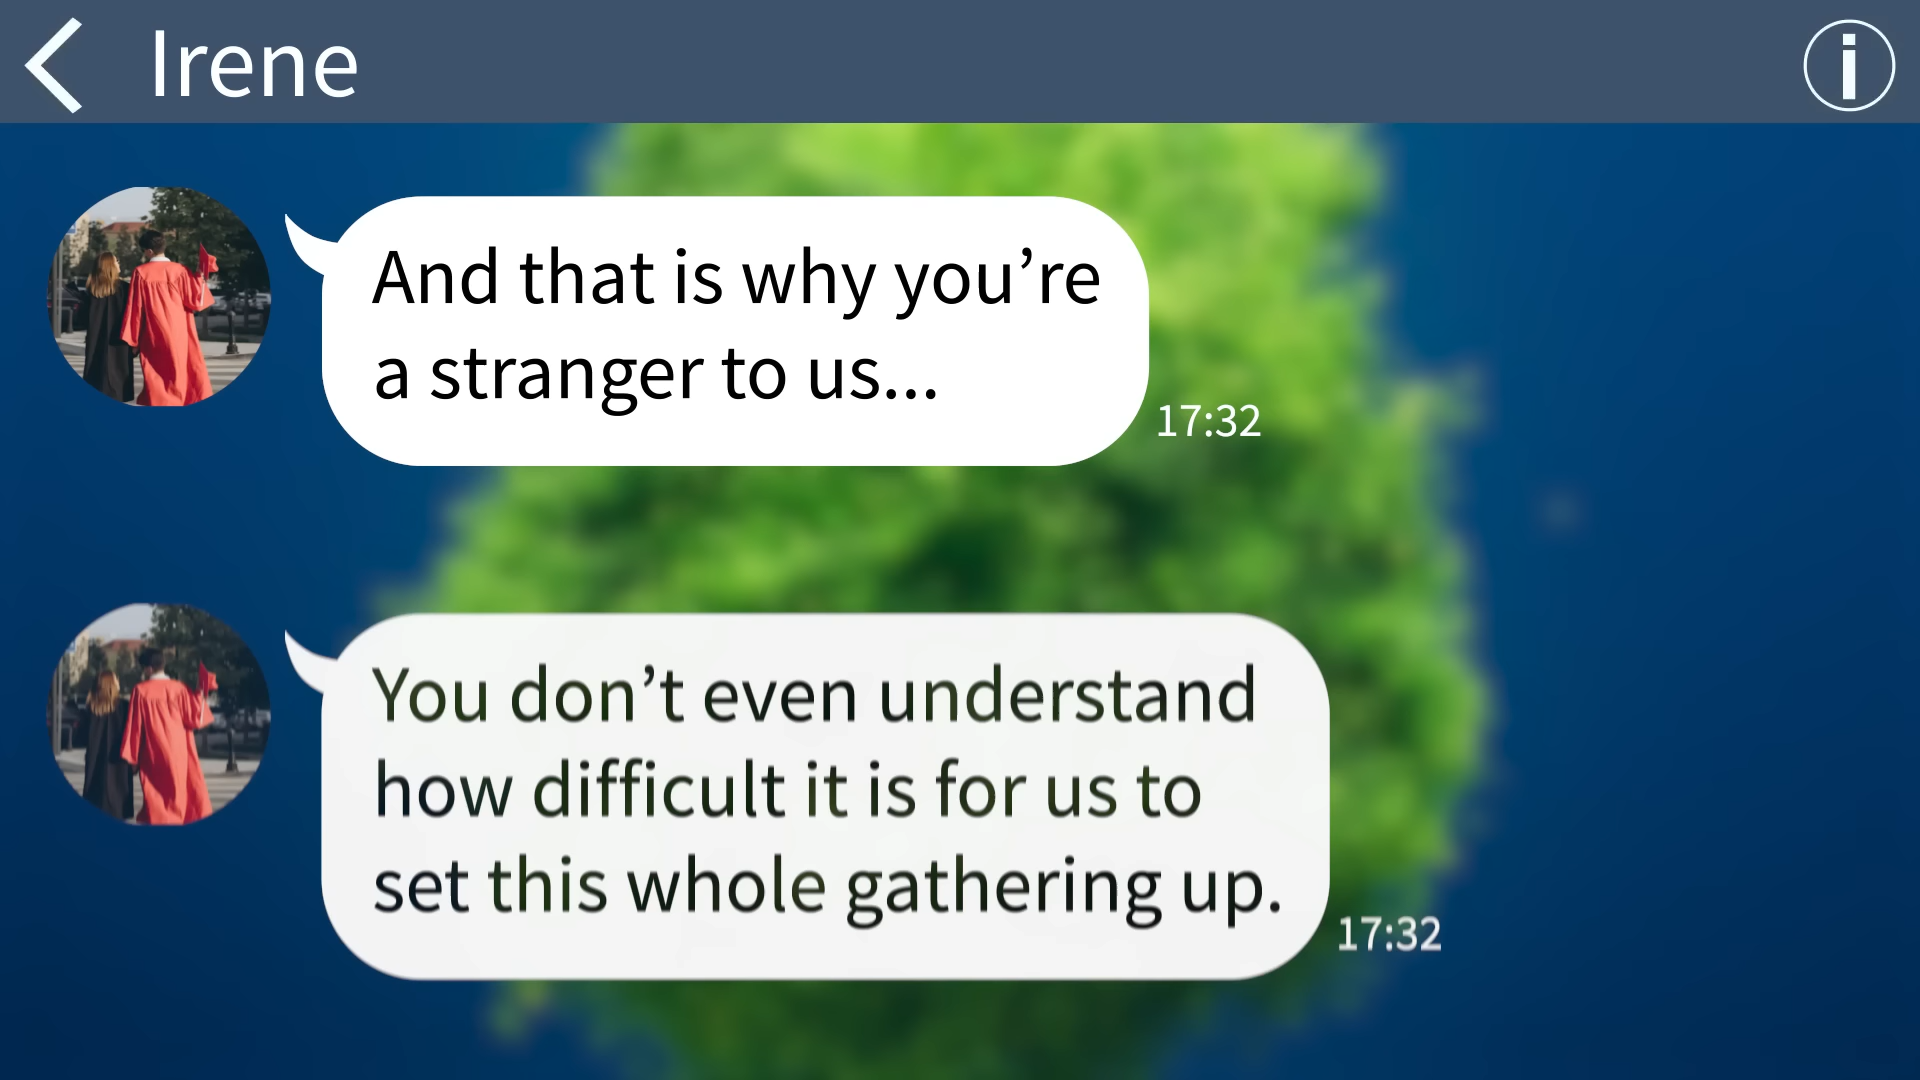 Irene
And that is why you’re
a stranger to us...
17:32
You don’t even understand
how difficult it is for us to
set this whole gathering up.
17:32